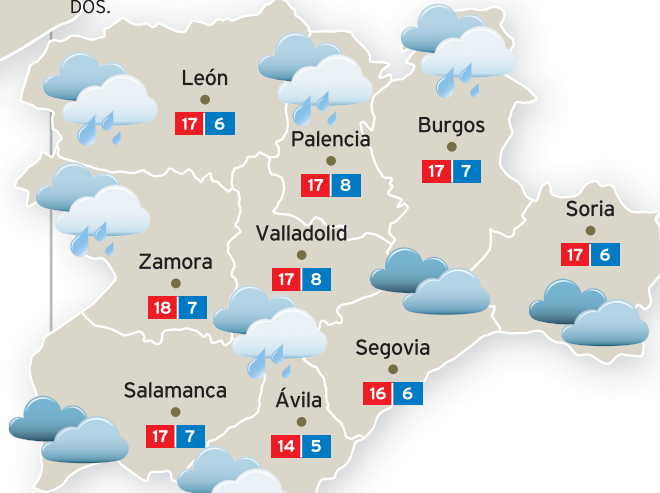 DOS.
León
17 6
Palencia
17 8
Burgos
17 7
Soria
17 6
Zamora
18 7
Valladolid
17 8
Segovia
16 6
Salamanca
17 7
Ávila
14 5